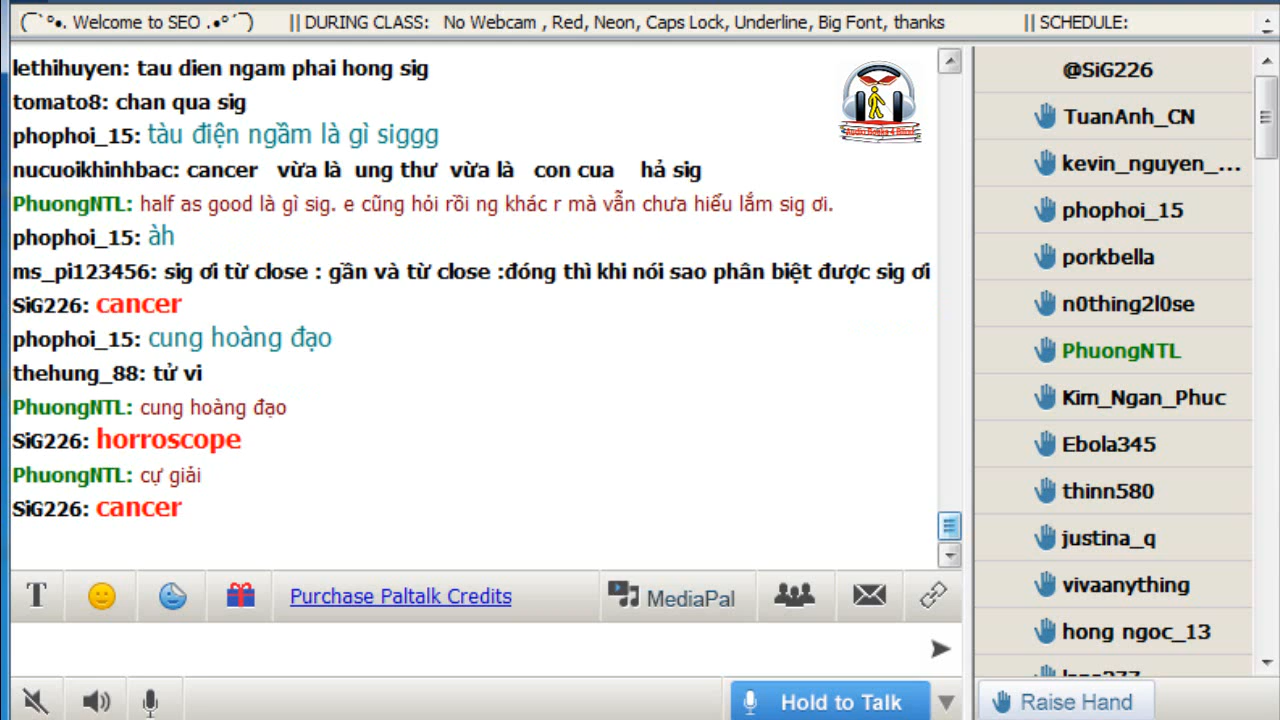 (¯`°•. Welcome to SEO .•°´¯) || DURING CLASS: No Webcam , Red, Neon, Caps Lock, Underline, Big Font, thanks || SCHEDULE:
lethihuyen: tau dien ngam phai hong sig
tomato8: chan qua sig
phophoi_15: tàu điện ngầm là gì siggg
nucuoikhinhbac: cancer vừa là ung thư vừa là con cua hả sig
PhuongNTL: half as good là gì sig. e cũng hỏi rồi ng khác r mà vẫn chưa hiểu lắm sig ơi.
phophoi_15: àh
ms_pi123456: sig ơi từ close : gần và từ close :đóng thì khi nói sao phân biệt được sig ơi
SiG226: cancer
phophoi_15: cung hoàng đạo
thehung_88: tử vi
PhuongNTL: cung hoàng đạo
SiG226: horroscope
PhuongNTL: cự giải
SiG226: cancer
Purchase Paltalk Credits
MediaPal
Hold to Talk
@SiG226
TuanAnh_CN
kevin_nguyen_...
phophoi_15
porkbella
n0thing2l0se
PhuongNTL
Kim_Ngan_Phuc
Ebola345
thinn580
justina_q
vivaanything
hong ngoc_13
Raise Hand